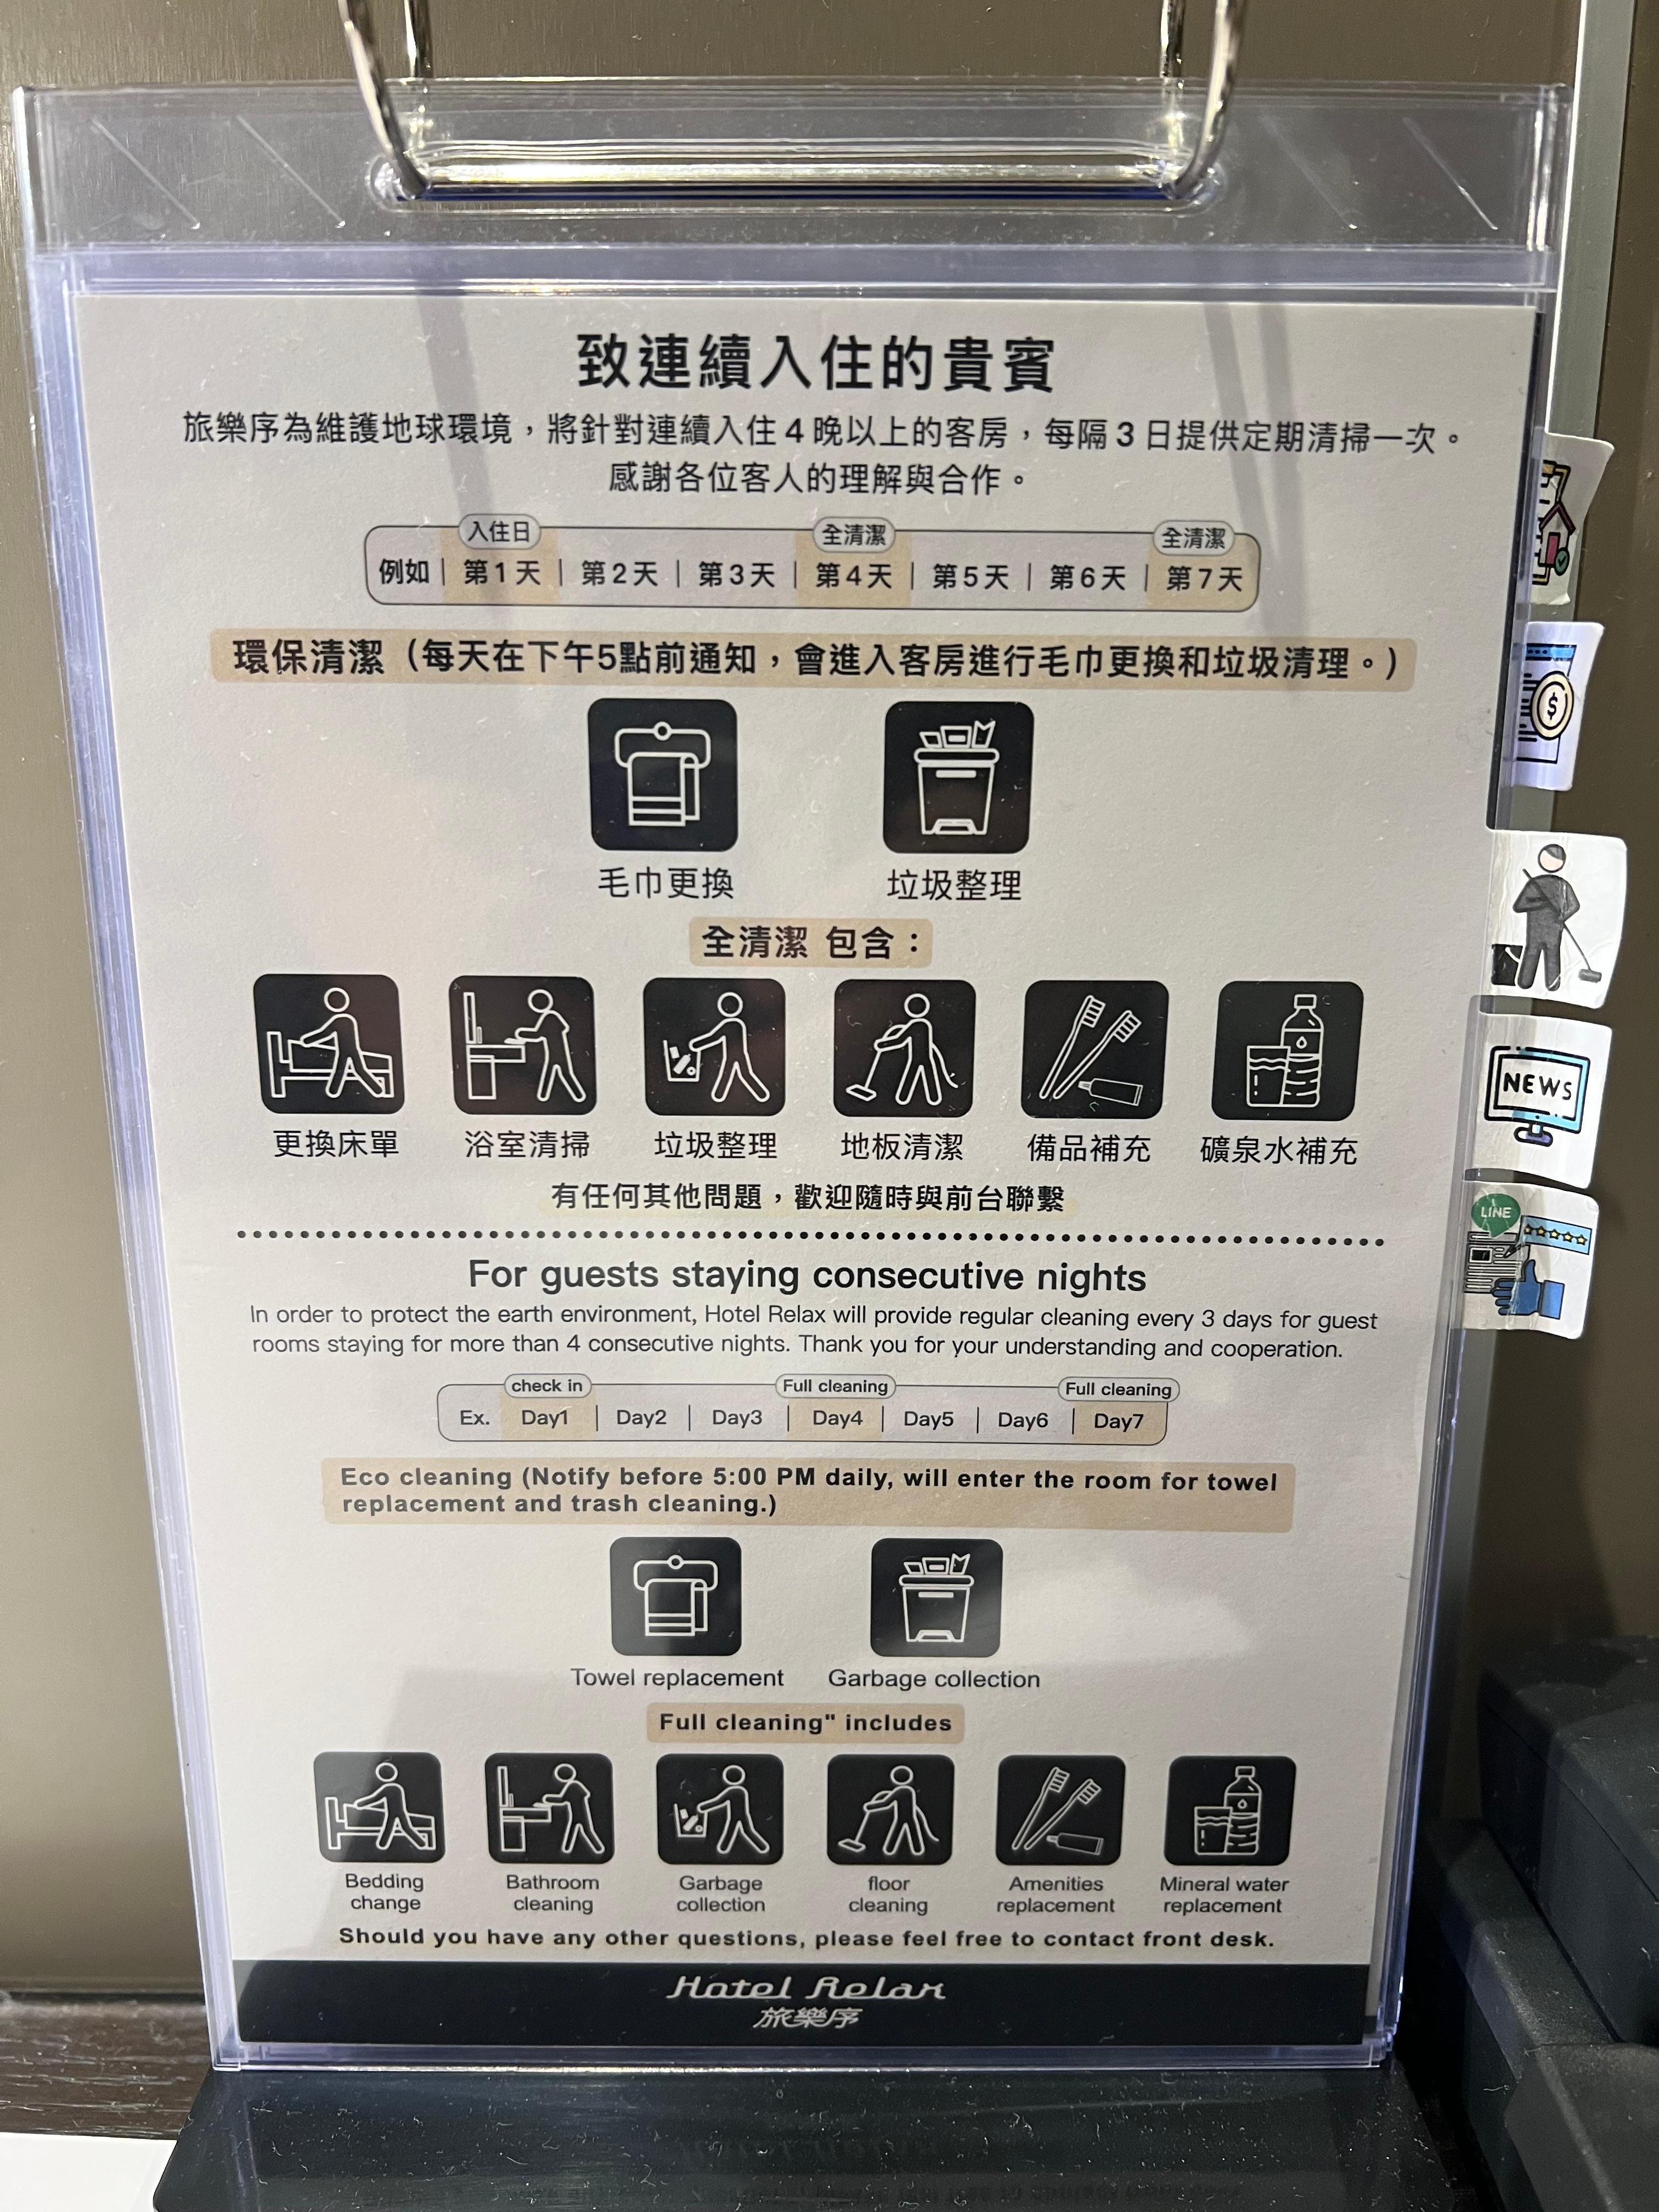 致連續入住的貴賓
旅樂序為維護地球環境，將針對連續入住 4 晚以上的客房，每隔 3 日提供定期清掃一次。
感謝各位客人的理解與合作。
入住日 全清潔 全清潔
例如 | 第1天 | 第2天 | 第3天 | 第4天 | 第5天 | 第6天 | 第7天
環保清潔（每天在下午5點前通知，會進入客房進行毛巾更換和垃圾清理。）
毛巾更換 垃圾整理
全清潔 包含：
更換床單 浴室清掃 垃圾整理 地板清潔 備品補充 礦泉水補充
有任何其他問題，歡迎隨時與前台聯繫
For guests staying consecutive nights
In order to protect the earth environment, Hotel Relax will provide regular cleaning every 3 days for guest
rooms staying for more than 4 consecutive nights. Thank you for your understanding and cooperation.
check in Full cleaning Full cleaning
Ex. Day1 | Day2 | Day3 | Day4 | Day5 | Day6 | Day7
Eco cleaning (Notify before 5:00 PM daily, will enter the room for towel
replacement and trash cleaning.)
Towel replacement Garbage collection
Full cleaning" includes
Bedding Bathroom Garbage floor Amenities Mineral water
change cleaning collection cleaning replacement replacement
Should you have any other questions, please feel free to contact front desk.
Hotel Relax
旅樂序
$
NEWS
LINE